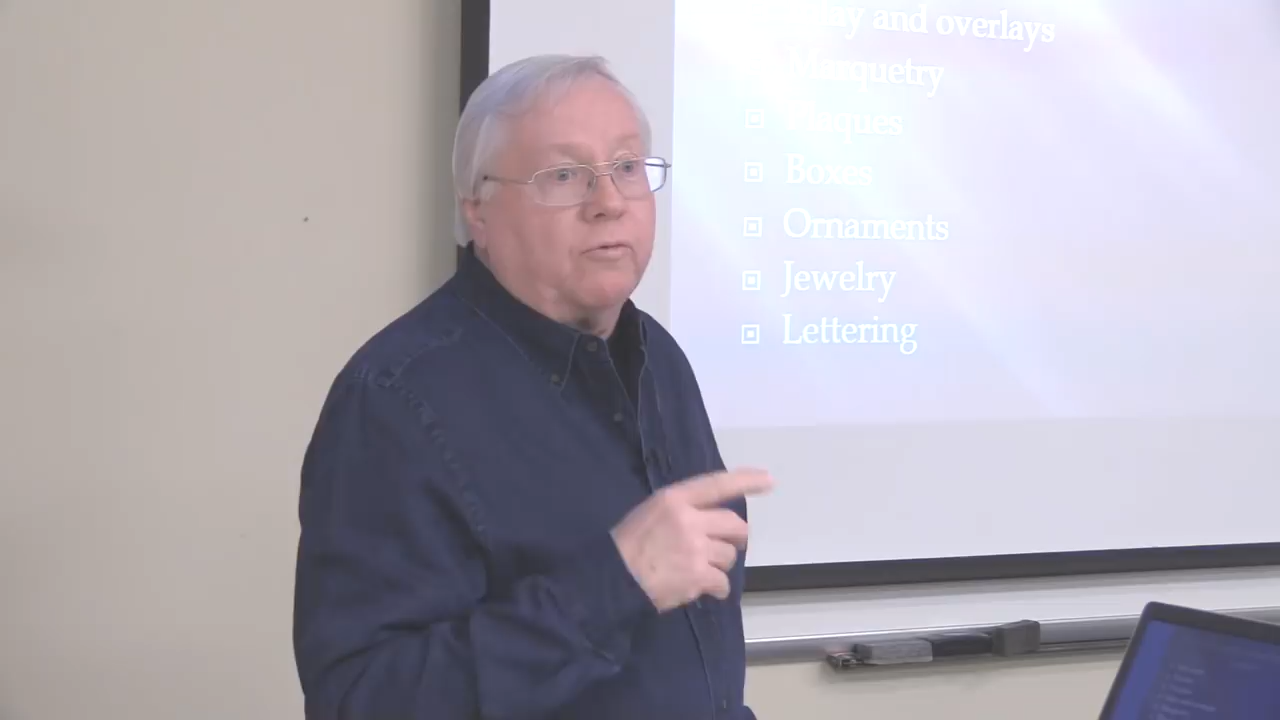 and overlays
Marquetry
Plaques
Boxes
Ornaments
Jewelry
Lettering